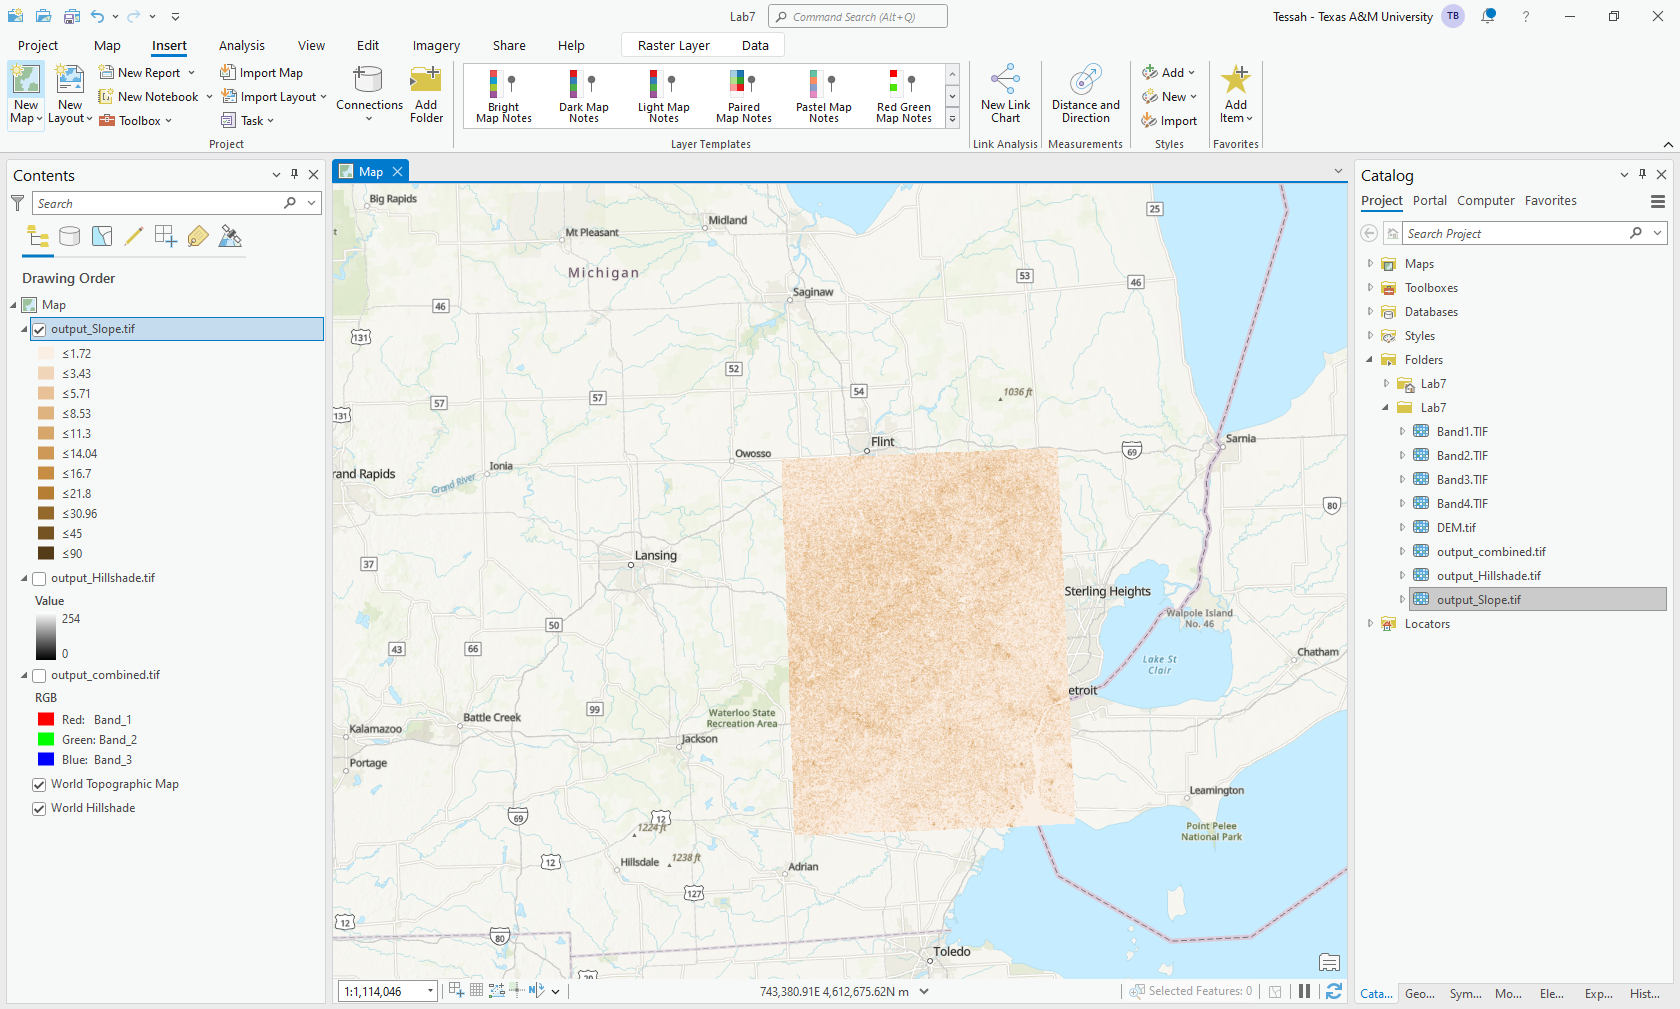 Lab7
Command Search (Alt+Q)
Tessah - Texas A&M University
TB
?
Project
Map
Insert
Analysis
View
Edit
Imagery
Share
Help
Raster Layer
Data
New Map
New Layout
New Report
New Notebook
Toolbox
Import Map
Import Layout
Task
Connections
Add Folder
Project
Bright Map Notes
Dark Map Notes
Light Map Notes
Paired Map Notes
Pastel Map Notes
Red Green Map Notes
Layer Templates
New Link Chart
Link Analysis
Distance and Direction
Measurements
Add
New
Import
Styles
Add Item
Favorites
Contents
Search
Drawing Order
Map
output_Slope.tif
≤1.72
≤3.43
≤5.71
≤8.53
≤11.3
≤14.04
≤16.7
≤21.8
≤30.96
≤45
≤90
output_Hillshade.tif
Value
254
0
output_combined.tif
RGB
Red: Band_1
Green: Band_2
Blue: Band_3
World Topographic Map
World Hillshade
Map
Big Rapids
Midland
25
Mt Pleasant
Michigan
53
46
Saginaw
46
131
52
54
1036 ft
57
57
131
Flint
Sarnia
Owosso
69
Ionia
rand Rapids
Grand River
80
Lansing
37
Sterling Heights
Walpole Island
No. 46
50
43
66
Lake St
Clair
Chatham
etroit
99
Waterloo State
Recreation Area
Battle Creek
Kalamazoo
Jackson
Portage
Leamington
69
12
1224 ft
Point Pelee
National Park
12
Hillsdale
1238 ft
Adrian
127
12
80
Toledo
20
1:1,114,046
743,380.91E 4,612,675.62N m
Selected Features: 0
Catalog
Project
Portal
Computer
Favorites
Search Project
Maps
Toolboxes
Databases
Styles
Folders
Lab7
Lab7
Band1.TIF
Band2.TIF
Band3.TIF
Band4.TIF
DEM.tif
output_combined.tif
output_Hillshade.tif
output_Slope.tif
Locators
Cata...
Geo...
Sym...
Mo...
Ele...
Exp...
Hist...